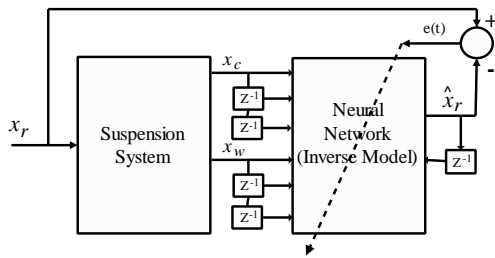 e(t)
+
-
x_c
Z⁻¹
Z⁻¹
x_r
Suspension
System
x_w
Z⁻¹
Z⁻¹
Neural
Network
(Inverse Model)
x̂_r
Z⁻¹